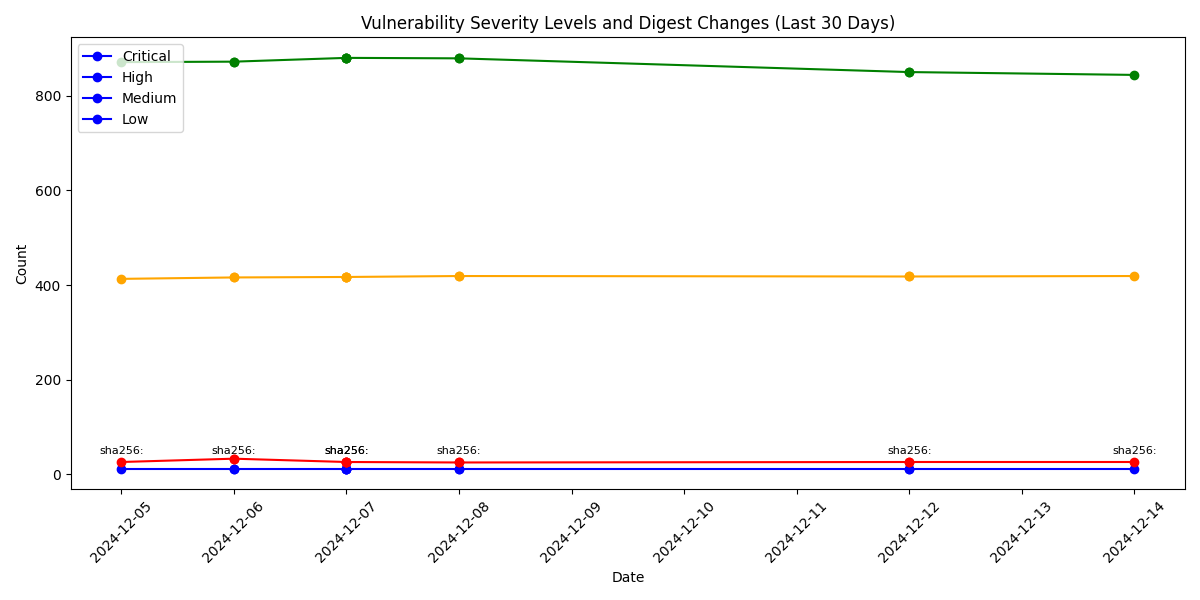 Vulnerability Severity Levels and Digest Changes (Last 30 Days)
Critical
High
Medium
Low
Count
800
600
400
200
0
sha256:
sha256:
sha256:
sha256:
sha256:
sha256:
2024-12-05
2024-12-06
2024-12-07
2024-12-08
2024-12-09
2024-12-10
2024-12-11
2024-12-12
2024-12-13
2024-12-14
Date